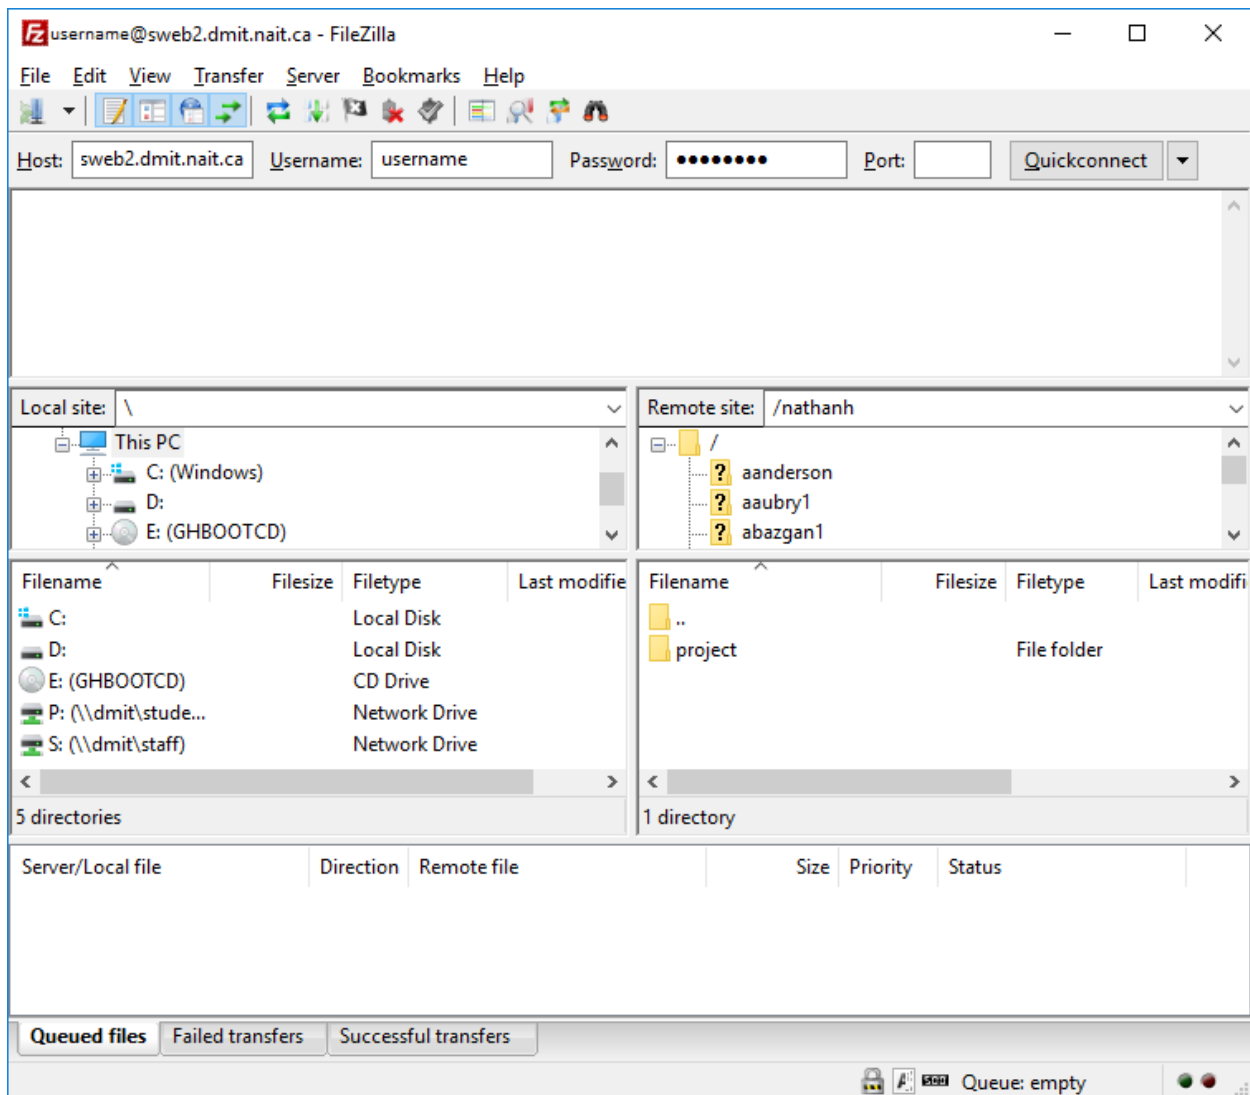 username@sweb2.dmit.nait.ca - FileZilla
File Edit View Transfer Server Bookmarks Help
Host: sweb2.dmit.nait.ca Username: username Password: ●●●●●●●● Port: Quickconnect
Local site: \
This PC
C: (Windows)
D:
E: (GHBOOTCD)
Remote site: /nathanh
/
? aanderson
? aaubry1
? abazgan1
Filename Filesize Filetype Last modifie
C: Local Disk
D: Local Disk
E: (GHBOOTCD) CD Drive
P: (\\dmit\stude... Network Drive
S: (\\dmit\staff) Network Drive
5 directories
Filename Filesize Filetype Last modifi
..
project File folder
1 directory
Server/Local file Direction Remote file Size Priority Status
Queued files Failed transfers Successful transfers
Queue: empty